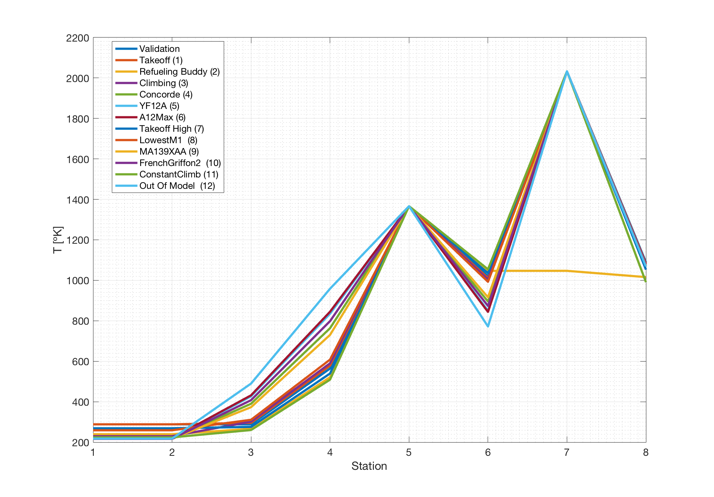 2200
2000
1800
1600
1400
1200
1000
800
600
400
200
T [ºK]
Validation
Takeoff (1)
Refueling Buddy (2)
Climbing (3)
Concorde (4)
YF12A (5)
A12Max (6)
Takeoff High (7)
LowestM1 (8)
MA139XAA (9)
FrenchGriffon2 (10)
ConstantClimb (11)
Out Of Model (12)
1 2 3 4 5 6 7 8
Station